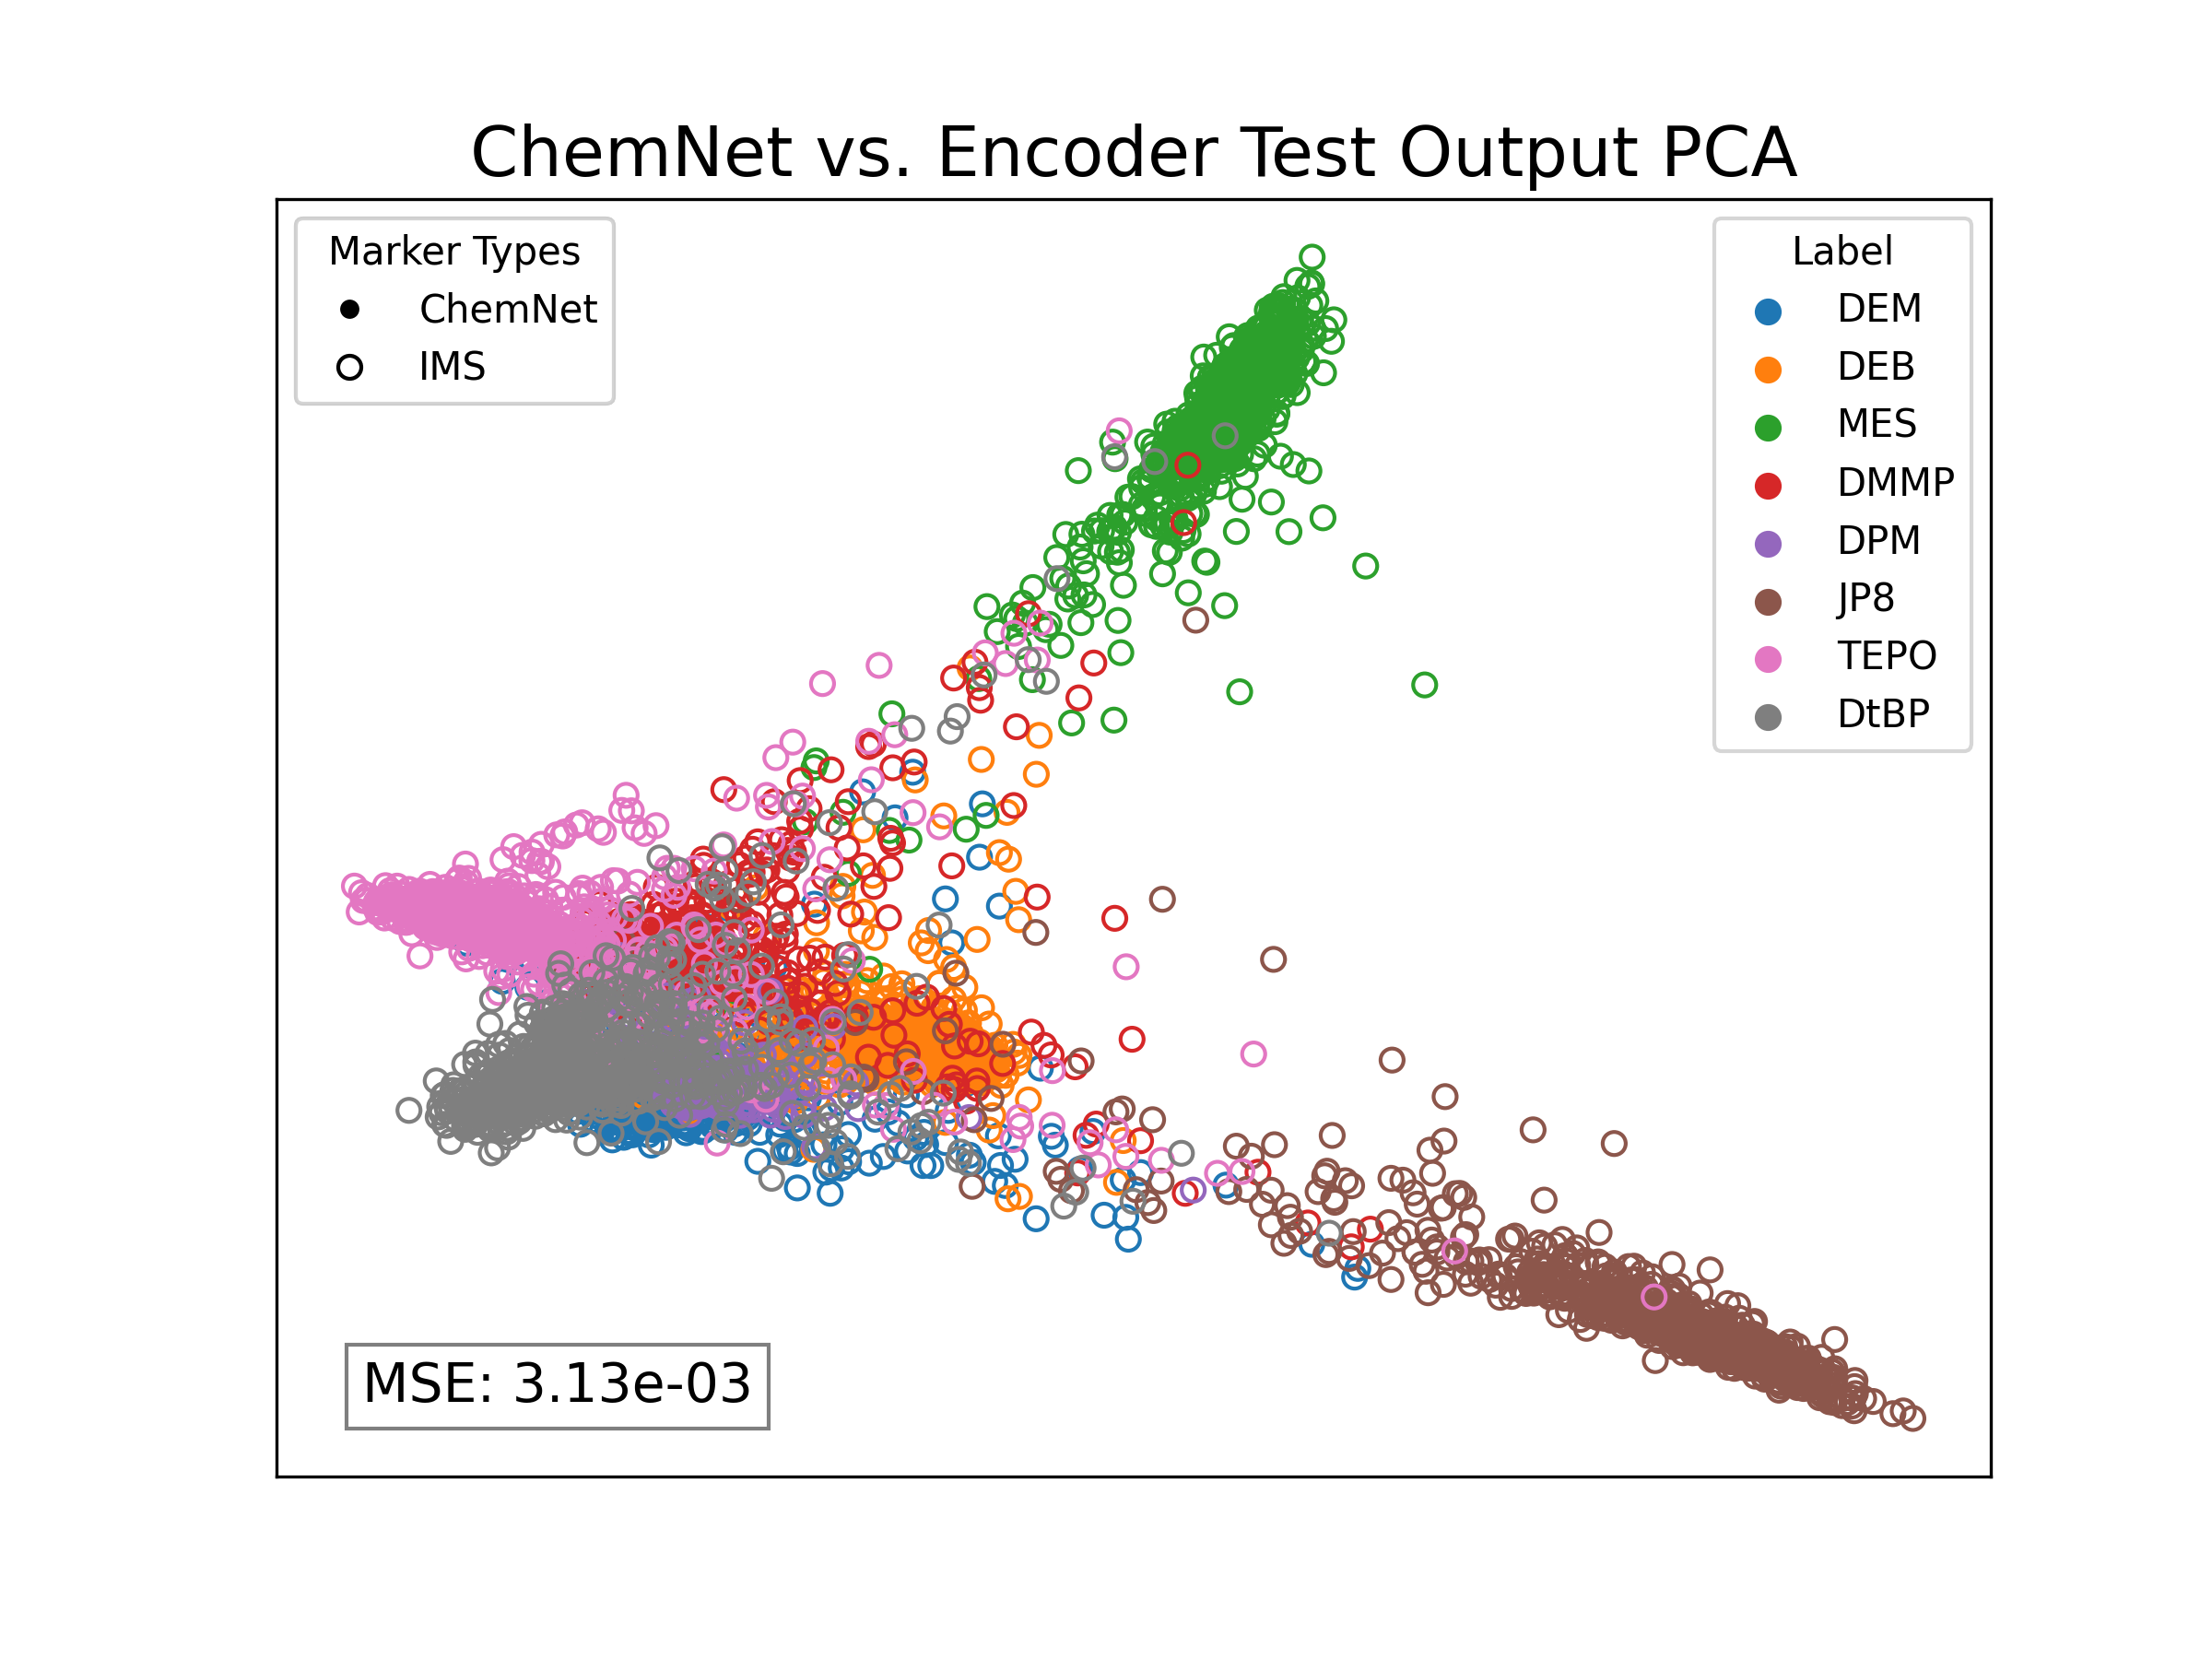 ChemNet vs. Encoder Test Output PCA
Marker Types
ChemNet
IMS
Label
DEM
DEB
MES
DMMP
DPM
JP8
TEPO
DtBP
MSE: 3.13e-03